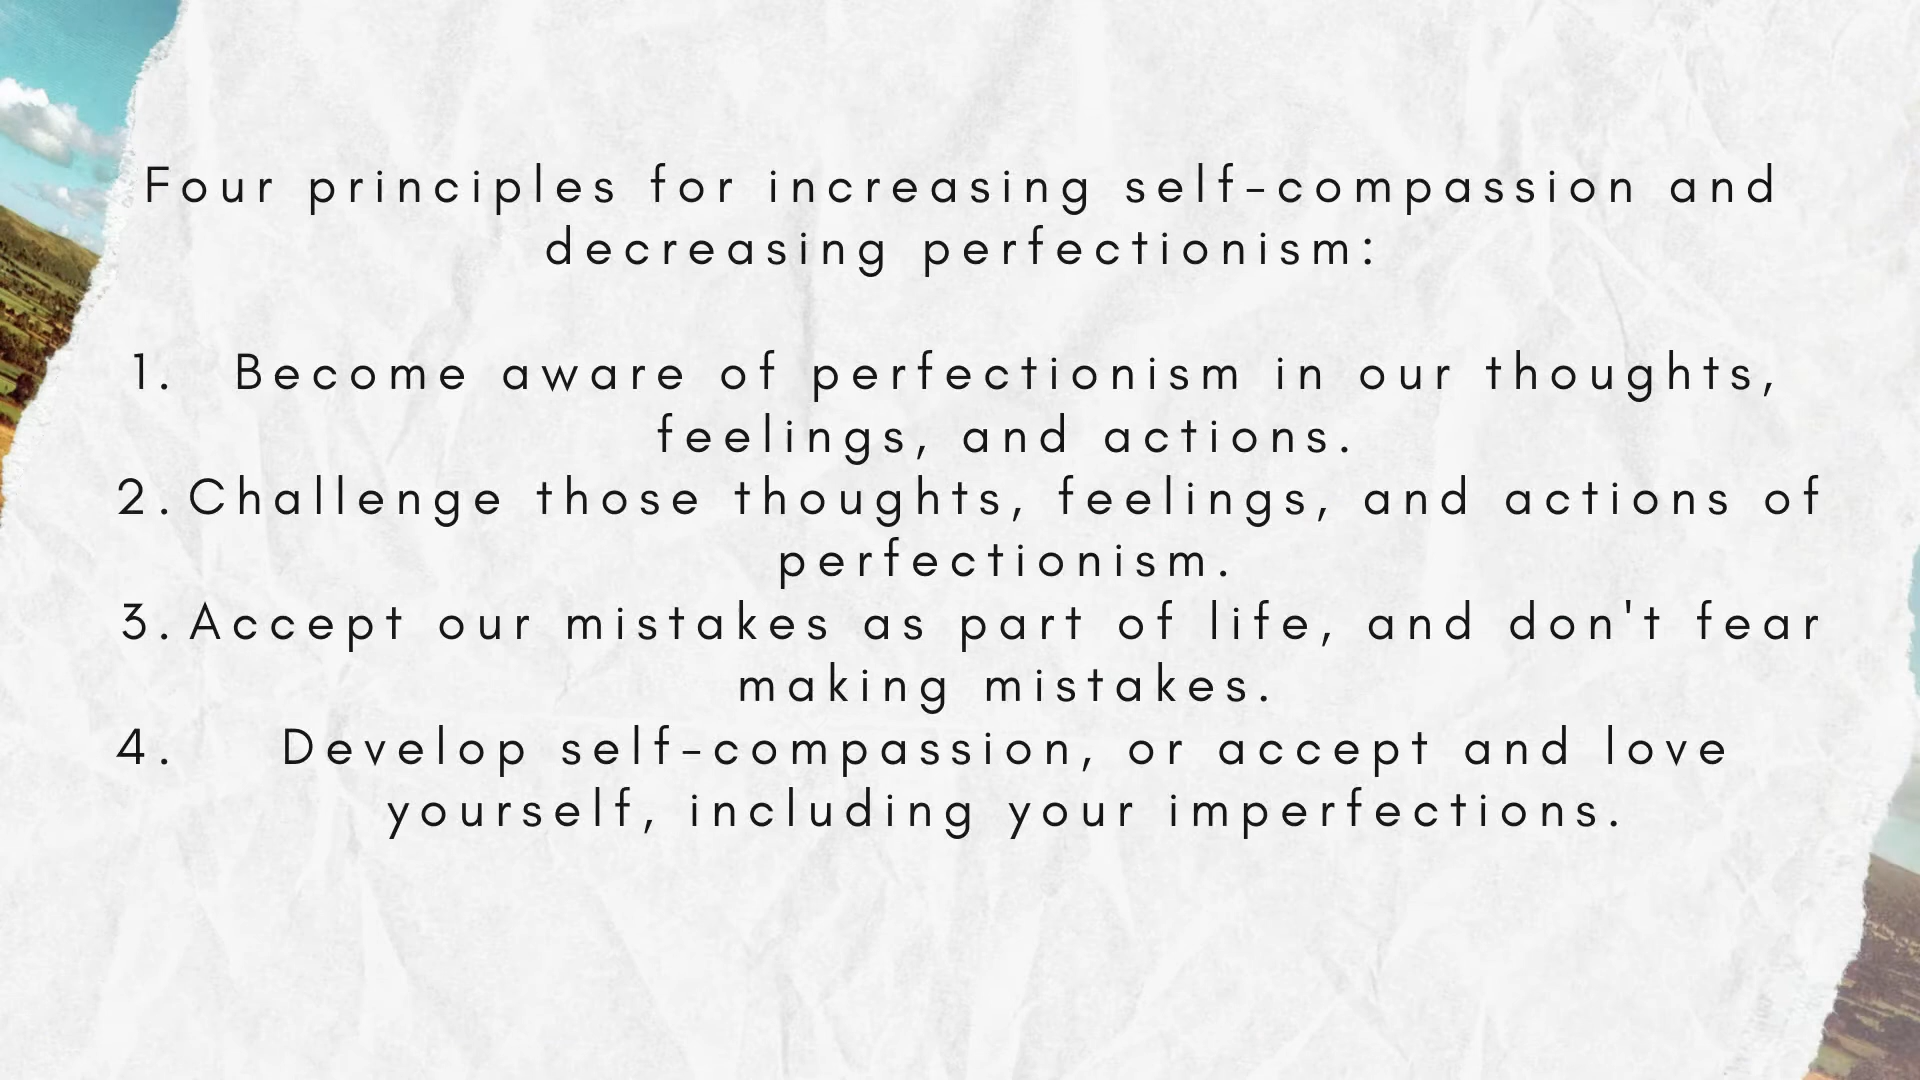 Four principles for increasing self-compassion and
decreasing perfectionism:
1. Become aware of perfectionism in our thoughts,
feelings, and actions.
2. Challenge those thoughts, feelings, and actions of
perfectionism.
3. Accept our mistakes as part of life, and don't fear
making mistakes.
4. Develop self-compassion, or accept and love
yourself, including your imperfections.